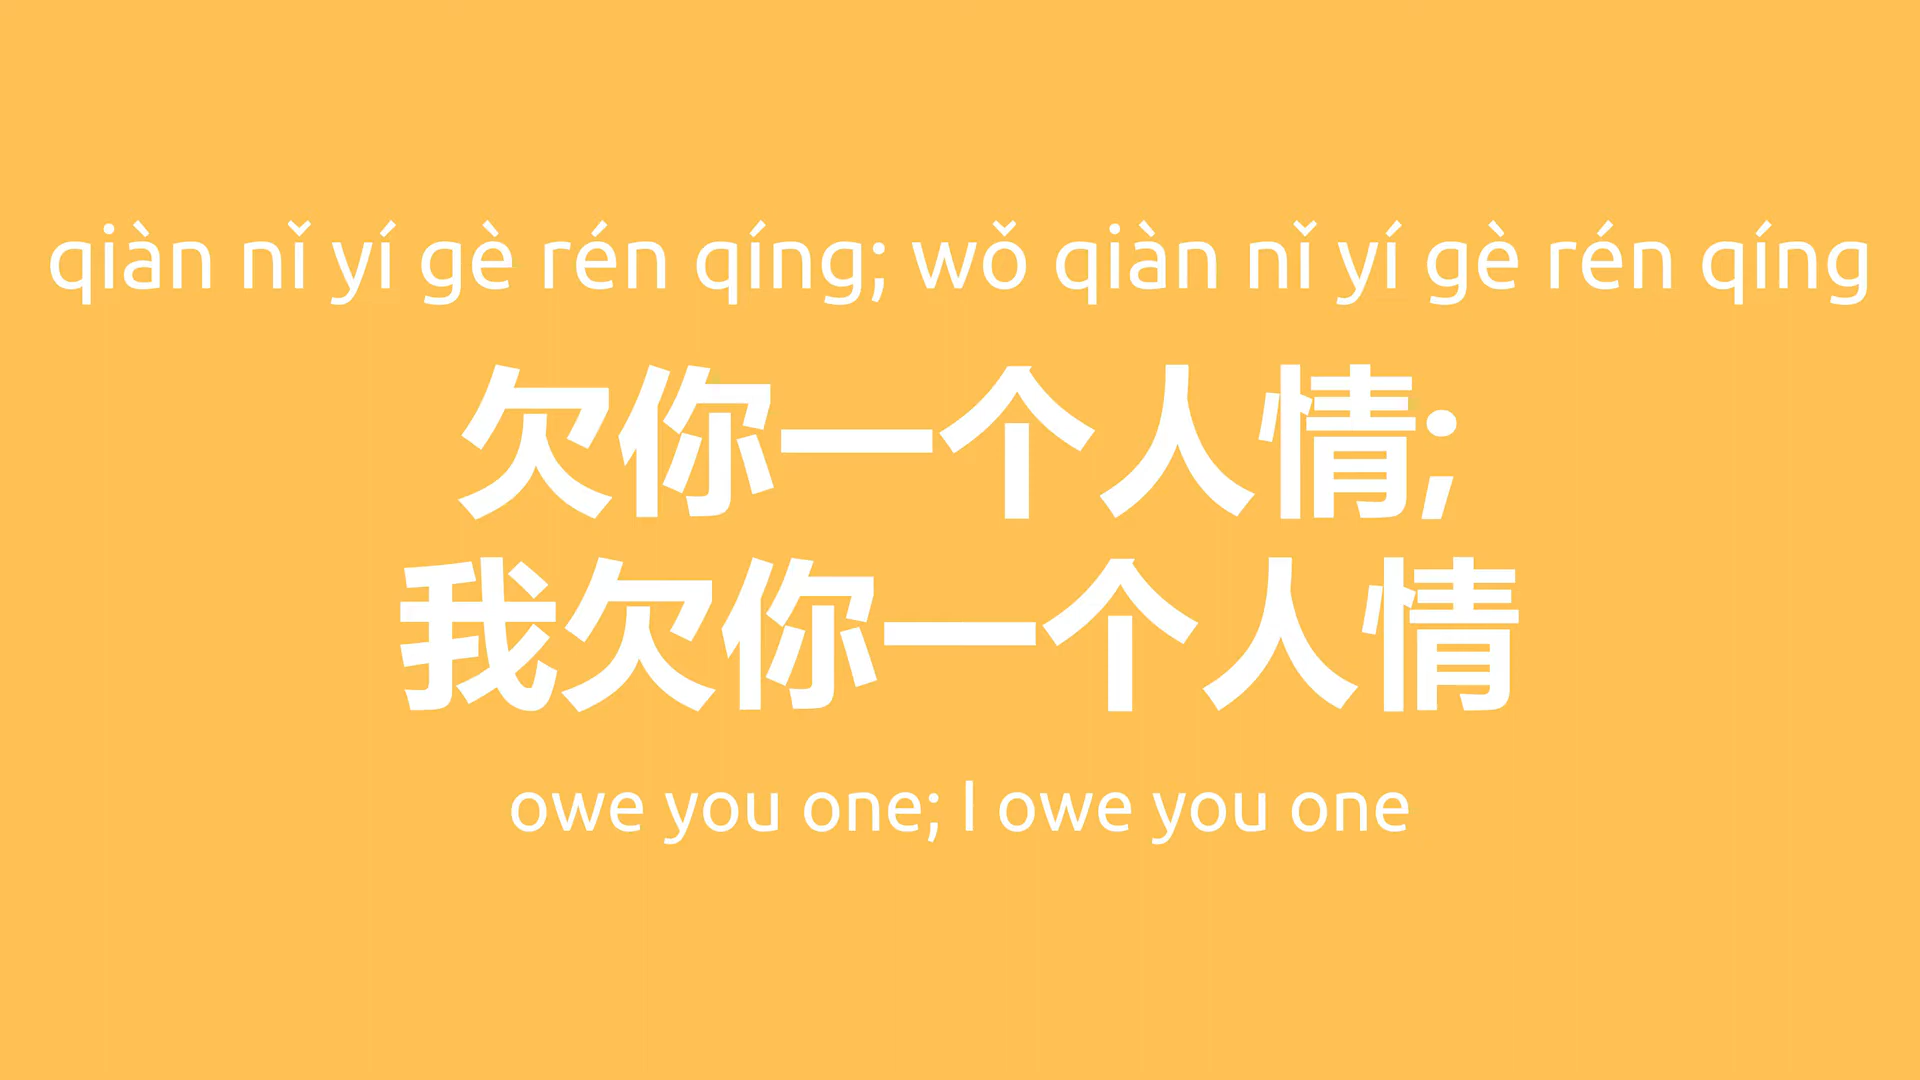 qiàn nǐ yí gè rén qíng; wǒ qiàn nǐ yí gè rén qíng
欠你一个人情;
我欠你一个人情
owe you one; I owe you one